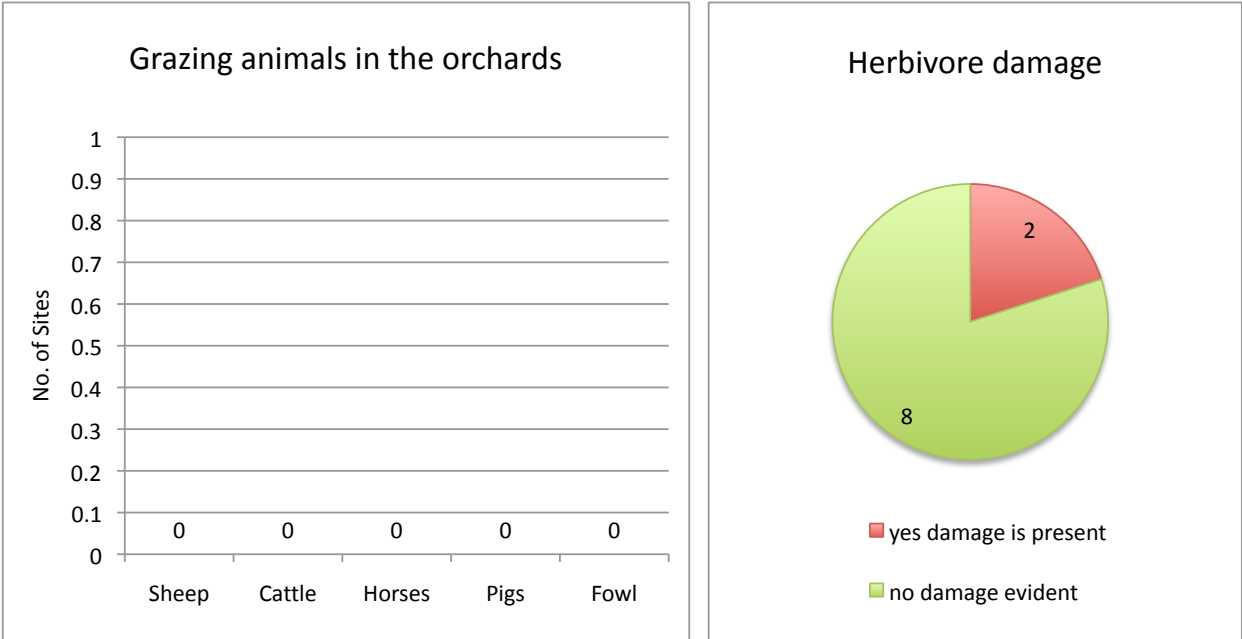 Grazing animals in the orchards
No. of Sites
1
0.9
0.8
0.7
0.6
0.5
0.4
0.3
0.2
0.1
0
0 0 0 0 0
Sheep Cattle Horses Pigs Fowl
Herbivore damage
2
8
yes damage is present
no damage evident